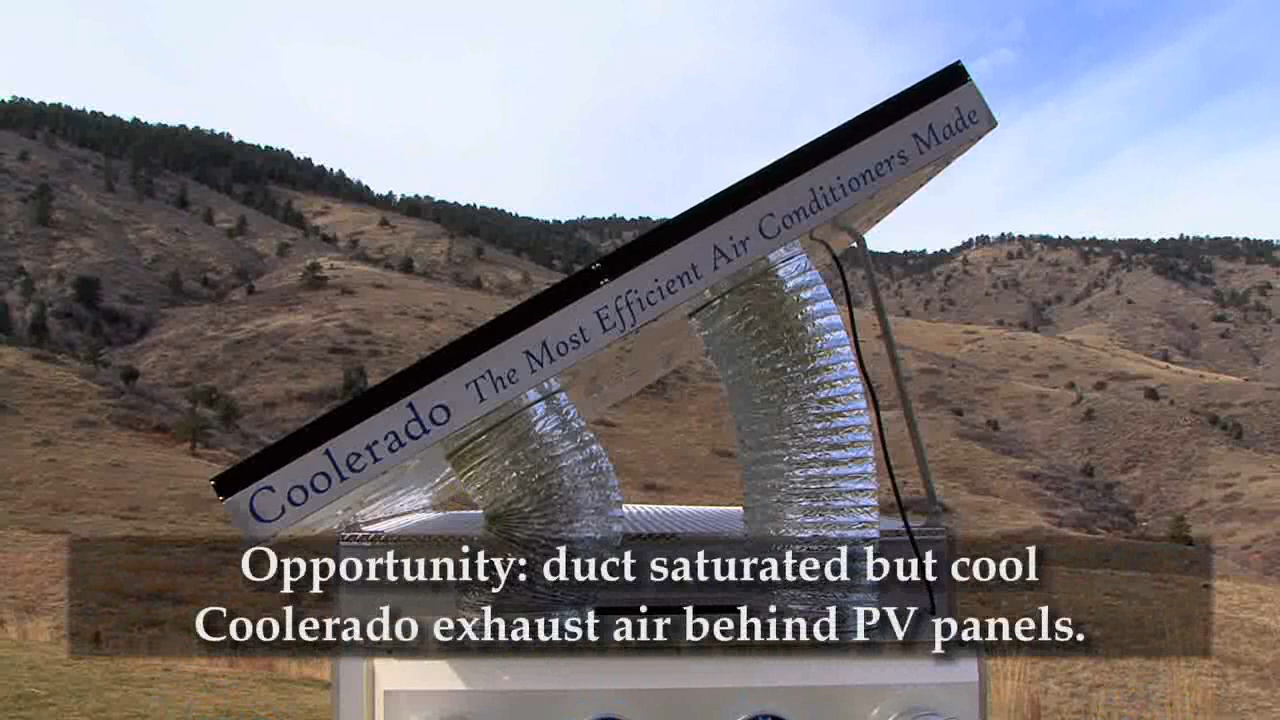 Coolerado The Most Efficient Air Conditioners Made
Opportunity: duct saturated but cool
Coolerado exhaust air behind PV panels.